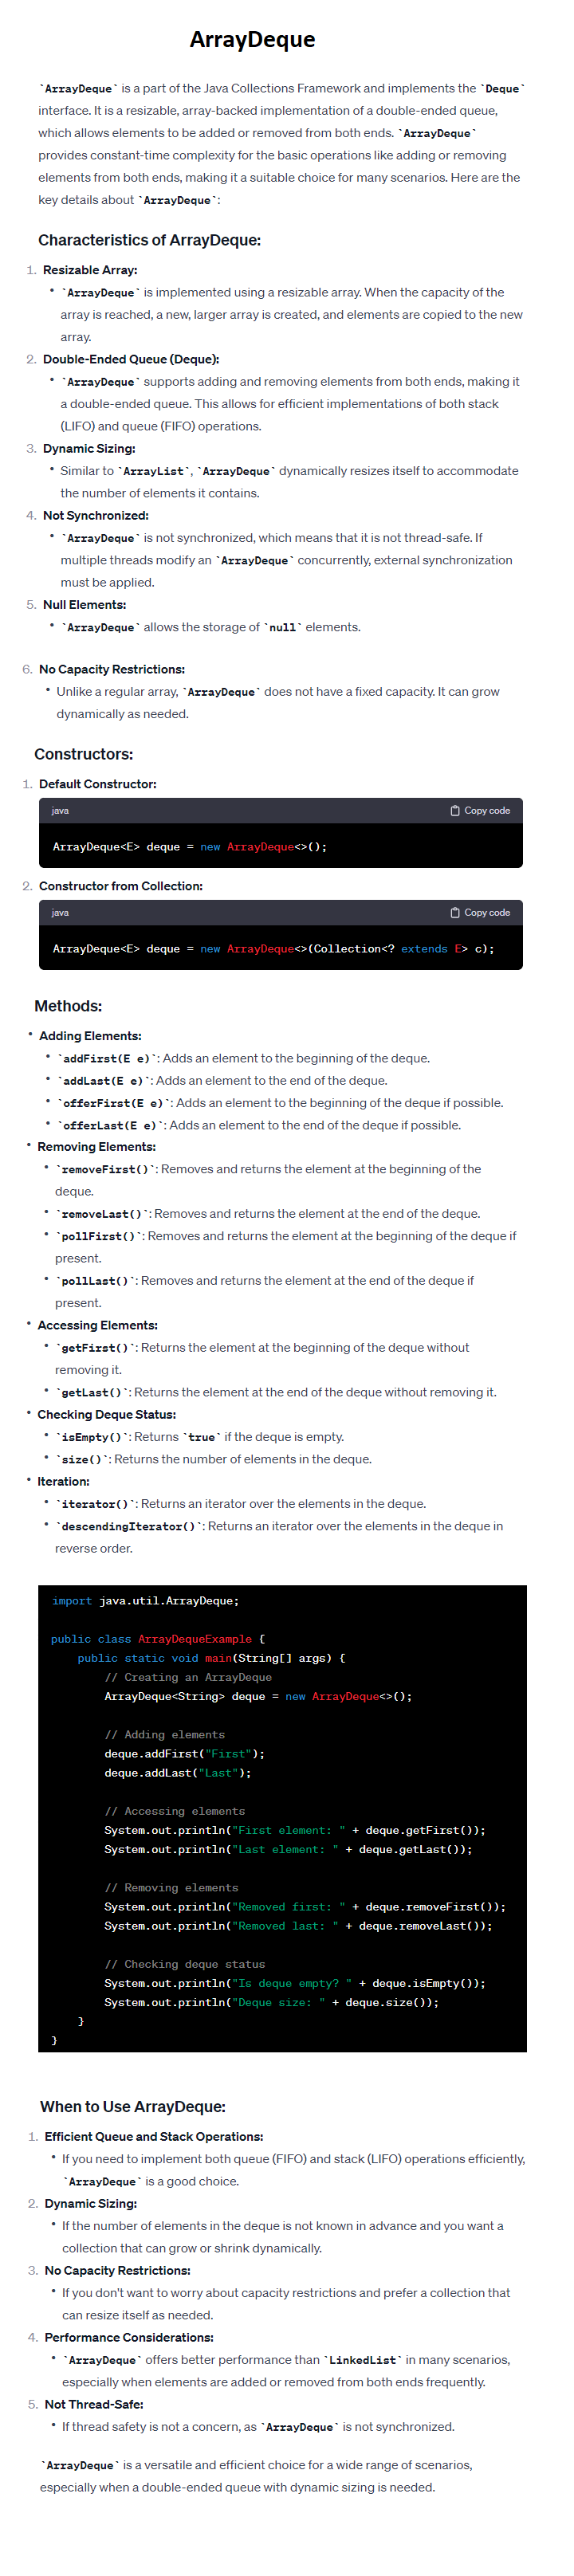 ArrayDeque
`ArrayDeque` is a part of the Java Collections Framework and implements the `Deque`
interface. It is a resizable, array-backed implementation of a double-ended queue,
which allows elements to be added or removed from both ends. `ArrayDeque`
provides constant-time complexity for the basic operations like adding or removing
elements from both ends, making it a suitable choice for many scenarios. Here are the
key details about `ArrayDeque`:
Characteristics of ArrayDeque:
1. Resizable Array:
• `ArrayDeque` is implemented using a resizable array. When the capacity of the
array is reached, a new, larger array is created, and elements are copied to the new
array.
2. Double-Ended Queue (Deque):
• `ArrayDeque` supports adding and removing elements from both ends, making it
a double-ended queue. This allows for efficient implementations of both stack
(LIFO) and queue (FIFO) operations.
3. Dynamic Sizing:
• Similar to `ArrayList`, `ArrayDeque` dynamically resizes itself to accommodate
the number of elements it contains.
4. Not Synchronized:
• `ArrayDeque` is not synchronized, which means that it is not thread-safe. If
multiple threads modify an `ArrayDeque` concurrently, external synchronization
must be applied.
5. Null Elements:
• `ArrayDeque` allows the storage of `null` elements.
6. No Capacity Restrictions:
• Unlike a regular array, `ArrayDeque` does not have a fixed capacity. It can grow
dynamically as needed.
Constructors:
1. Default Constructor:
java Copy code
ArrayDeque<E> deque = new ArrayDeque<>();
2. Constructor from Collection:
java Copy code
ArrayDeque<E> deque = new ArrayDeque<>(Collection<? extends E> c);
Methods:
• Adding Elements:
• `addFirst(E e)`: Adds an element to the beginning of the deque.
• `addLast(E e)`: Adds an element to the end of the deque.
• `offerFirst(E e)`: Adds an element to the beginning of the deque if possible.
• `offerLast(E e)`: Adds an element to the end of the deque if possible.
• Removing Elements:
• `removeFirst()`: Removes and returns the element at the beginning of the
deque.
• `removeLast()`: Removes and returns the element at the end of the deque.
• `pollFirst()`: Removes and returns the element at the beginning of the deque if
present.
• `pollLast()`: Removes and returns the element at the end of the deque if
present.
• Accessing Elements:
• `getFirst()`: Returns the element at the beginning of the deque without
removing it.
• `getLast()`: Returns the element at the end of the deque without removing it.
• Checking Deque Status:
• `isEmpty()`: Returns `true` if the deque is empty.
• `size()`: Returns the number of elements in the deque.
• Iteration:
• `iterator()`: Returns an iterator over the elements in the deque.
• `descendingIterator()`: Returns an iterator over the elements in the deque in
reverse order.
import java.util.ArrayDeque;
public class ArrayDequeExample {
public static void main(String[] args) {
// Creating an ArrayDeque
ArrayDeque<String> deque = new ArrayDeque<>();
// Adding elements
deque.addFirst("First");
deque.addLast("Last");
// Accessing elements
System.out.println("First element: " + deque.getFirst());
System.out.println("Last element: " + deque.getLast());
// Removing elements
System.out.println("Removed first: " + deque.removeFirst());
System.out.println("Removed last: " + deque.removeLast());
// Checking deque status
System.out.println("Is deque empty? " + deque.isEmpty());
System.out.println("Deque size: " + deque.size());
}
}
When to Use ArrayDeque:
1. Efficient Queue and Stack Operations:
• If you need to implement both queue (FIFO) and stack (LIFO) operations efficiently,
`ArrayDeque` is a good choice.
2. Dynamic Sizing:
• If the number of elements in the deque is not known in advance and you want a
collection that can grow or shrink dynamically.
3. No Capacity Restrictions:
• If you don't want to worry about capacity restrictions and prefer a collection that
can resize itself as needed.
4. Performance Considerations:
• `ArrayDeque` offers better performance than `LinkedList` in many scenarios,
especially when elements are added or removed from both ends frequently.
5. Not Thread-Safe:
• If thread safety is not a concern, as `ArrayDeque` is not synchronized.
`ArrayDeque` is a versatile and efficient choice for a wide range of scenarios,
especially when a double-ended queue with dynamic sizing is needed.